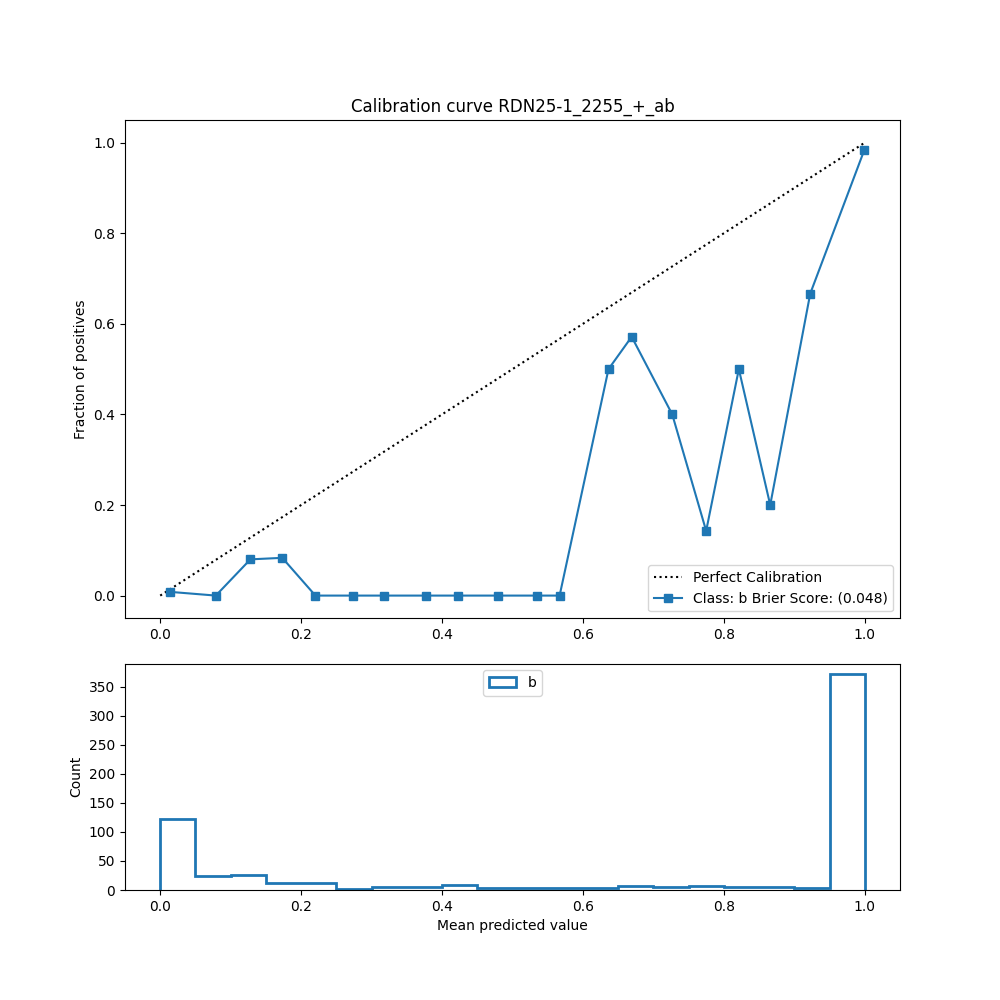 Calibration curve RDN25-1_2255_+_ab
1.0
0.8
0.6
0.4
0.2
0.0
Fraction of positives
0.0 0.2 0.4 0.6 0.8 1.0
Perfect Calibration
Class: b Brier Score: (0.048)
350
300
250
200
150
100
50
0
Count
b
0.0 0.2 0.4 0.6 0.8 1.0
Mean predicted value